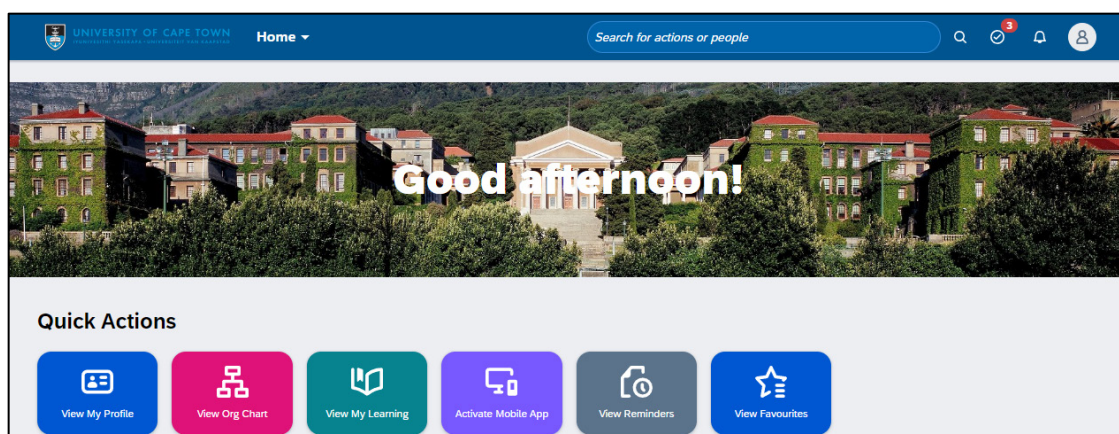 UNIVERSITY OF CAPE TOWN
Home
Search for actions or people
3
Good afternoon!
Quick Actions
View My Profile
View Org Chart
View My Learning
Activate Mobile App
View Reminders
View Favourites